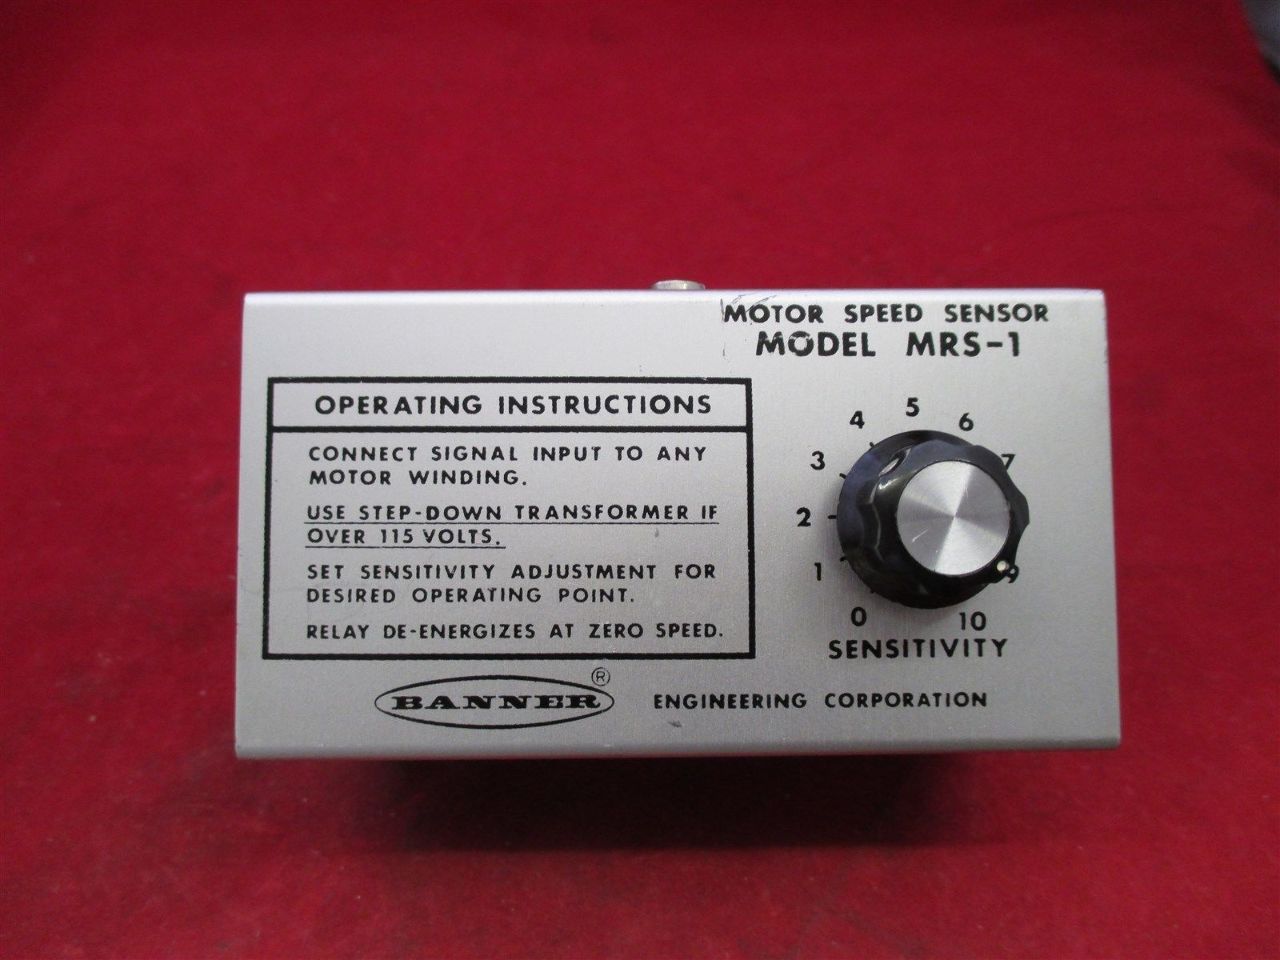 MOTOR SPEED SENSOR
MODEL MRS-1
OPERATING INSTRUCTIONS
CONNECT SIGNAL INPUT TO ANY
MOTOR WINDING.
USE STEP-DOWN TRANSFORMER IF
OVER 115 VOLTS.
SET SENSITIVITY ADJUSTMENT FOR
DESIRED OPERATING POINT.
RELAY DE-ENERGIZES AT ZERO SPEED.
0
1
2
3
4
5
6
7
9
10
SENSITIVITY
BANNER®
ENGINEERING CORPORATION